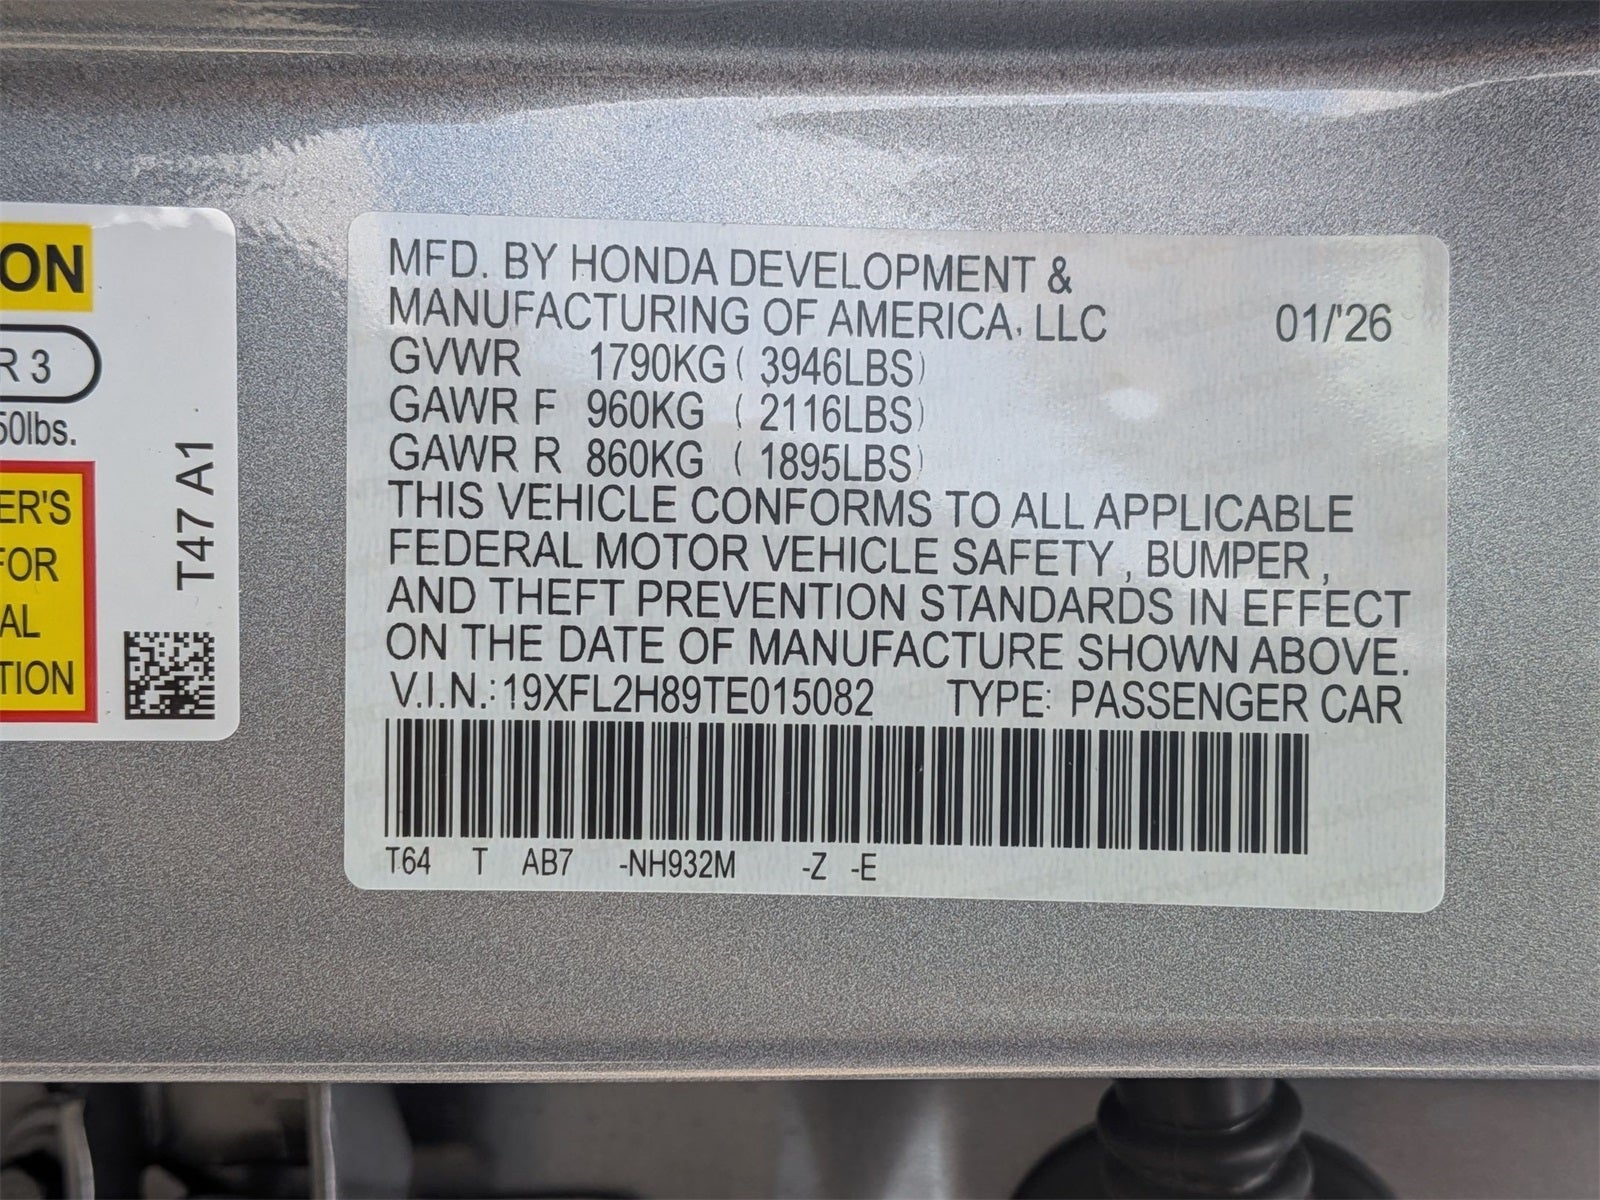 ON
R 3
50lbs.
ER'S
FOR
AL
TION
T47 A1
MFD. BY HONDA DEVELOPMENT &
MANUFACTURING OF AMERICA, LLC 01/'26
GVWR 1790KG ( 3946LBS)
GAWR F 960KG ( 2116LBS)
GAWR R 860KG ( 1895LBS)
THIS VEHICLE CONFORMS TO ALL APPLICABLE
FEDERAL MOTOR VEHICLE SAFETY , BUMPER ,
AND THEFT PREVENTION STANDARDS IN EFFECT
ON THE DATE OF MANUFACTURE SHOWN ABOVE.
V.I.N.: 19XFL2H89TE015082 TYPE: PASSENGER CAR
T64 T AB7 -NH932M -Z -E